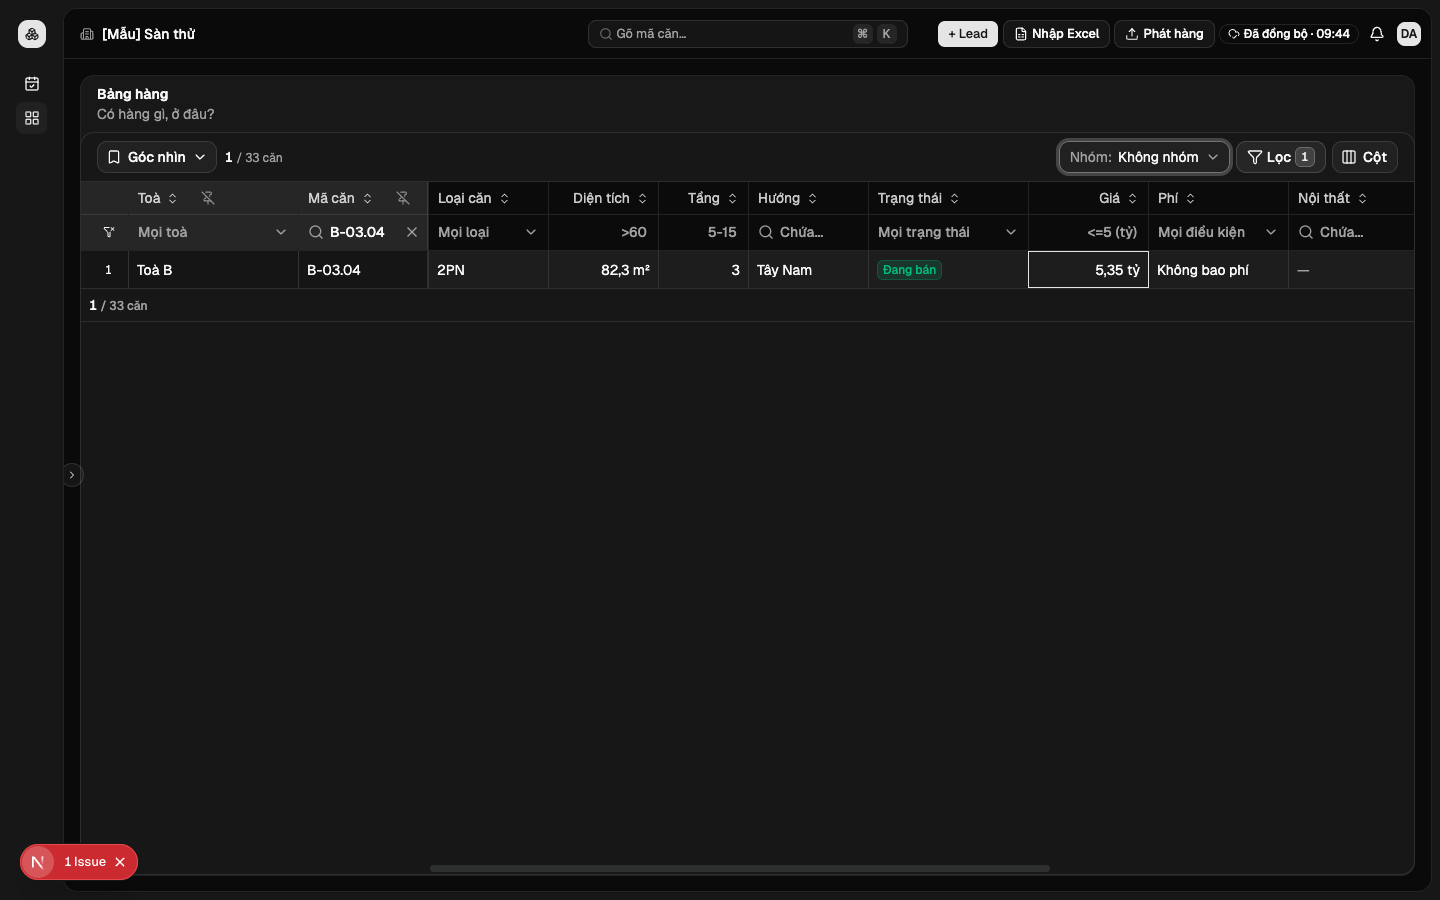 [Mẫu] Sàn thử
Gõ mã căn...
⌘ K
+ Lead
Nhập Excel
Phát hàng
Đã đồng bộ · 09:44
DA
Bảng hàng
Có hàng gì, ở đâu?
Góc nhìn
1 / 33 căn
Nhóm: Không nhóm
Lọc 1
Cột
Toà Mã căn Loại căn Diện tích Tầng Hướng Trạng thái Giá Phí Nội thất
Mọi toà B-03.04 Mọi loại >60 5-15 Chứa... Mọi trạng thái <=5 (tỷ) Mọi điều kiện Chứa...
1 Toà B B-03.04 2PN 82,3 m² 3 Tây Nam Đang bán 5,35 tỷ Không bao phí —
1 / 33 căn
N 1 Issue